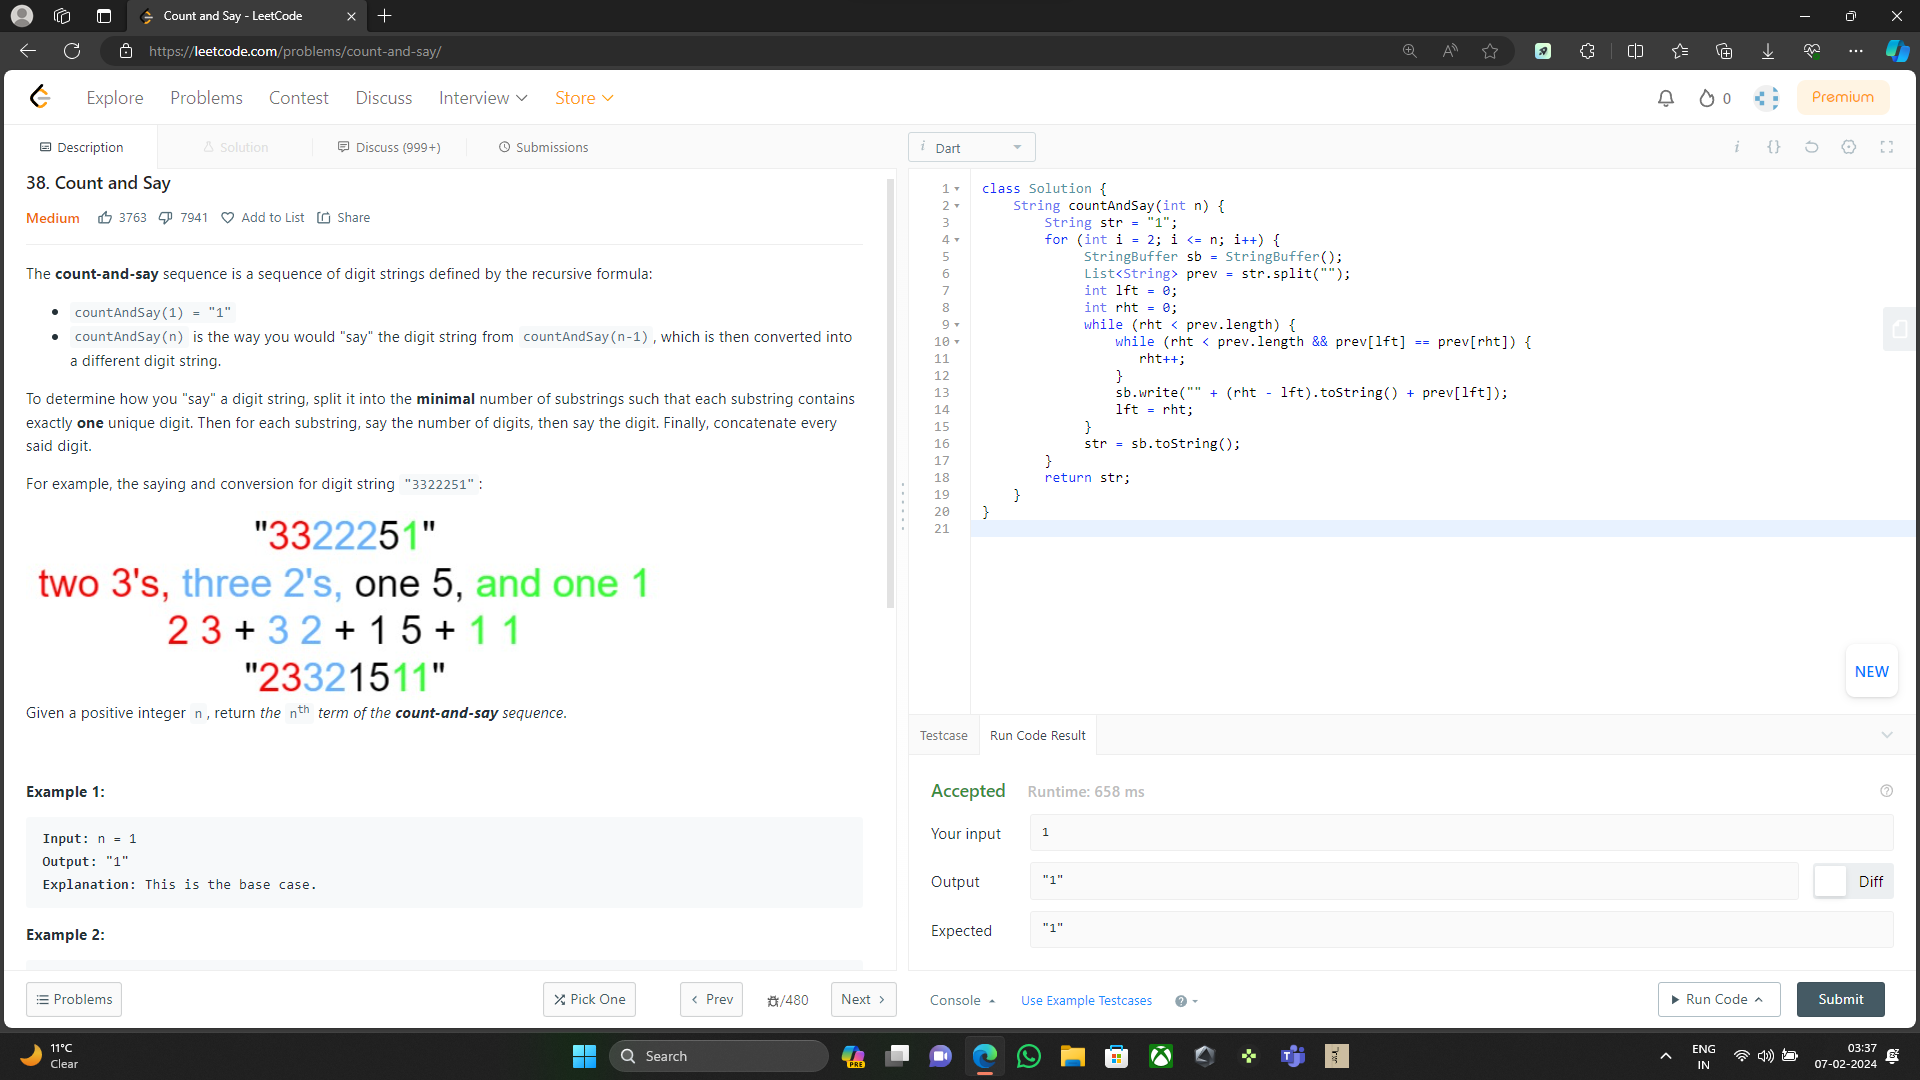 Count and Say - LeetCode
https://leetcode.com/problems/count-and-say/
Explore Problems Contest Discuss Interview Store 0 Premium
Description Solution Discuss (999+) Submissions
i Dart
38. Count and Say
Medium 3763 7941 Add to List Share
The count-and-say sequence is a sequence of digit strings defined by the recursive formula:
• countAndSay(1) = "1"
• countAndSay(n) is the way you would "say" the digit string from countAndSay(n-1) , which is then converted into
a different digit string.
To determine how you "say" a digit string, split it into the minimal number of substrings such that each substring contains
exactly one unique digit. Then for each substring, say the number of digits, then say the digit. Finally, concatenate every
said digit.
For example, the saying and conversion for digit string "3322251" :
"3322251"
two 3's, three 2's, one 5, and one 1
2 3 + 3 2 + 1 5 + 1 1
"23321511"
Given a positive integer n , return the nth term of the count-and-say sequence.
Example 1:
Input: n = 1
Output: "1"
Explanation: This is the base case.
Example 2:
Problems Pick One Prev /480 Next
1 class Solution {
2 String countAndSay(int n) {
3 String str = "1";
4 for (int i = 2; i <= n; i++) {
5 StringBuffer sb = StringBuffer();
6 List<String> prev = str.split("");
7 int lft = 0;
8 int rht = 0;
9 while (rht < prev.length) {
10 while (rht < prev.length && prev[lft] == prev[rht]) {
11 rht++;
12 }
13 sb.write("" + (rht - lft).toString() + prev[lft]);
14 lft = rht;
15 }
16 str = sb.toString();
17 }
18 return str;
19 }
20 }
21
NEW
Testcase Run Code Result
Accepted Runtime: 658 ms
Your input 1
Output "1" Diff
Expected "1"
Console Use Example Testcases Run Code Submit
11°C
Clear
Search
PRE
ENG
IN
03:37
07-02-2024